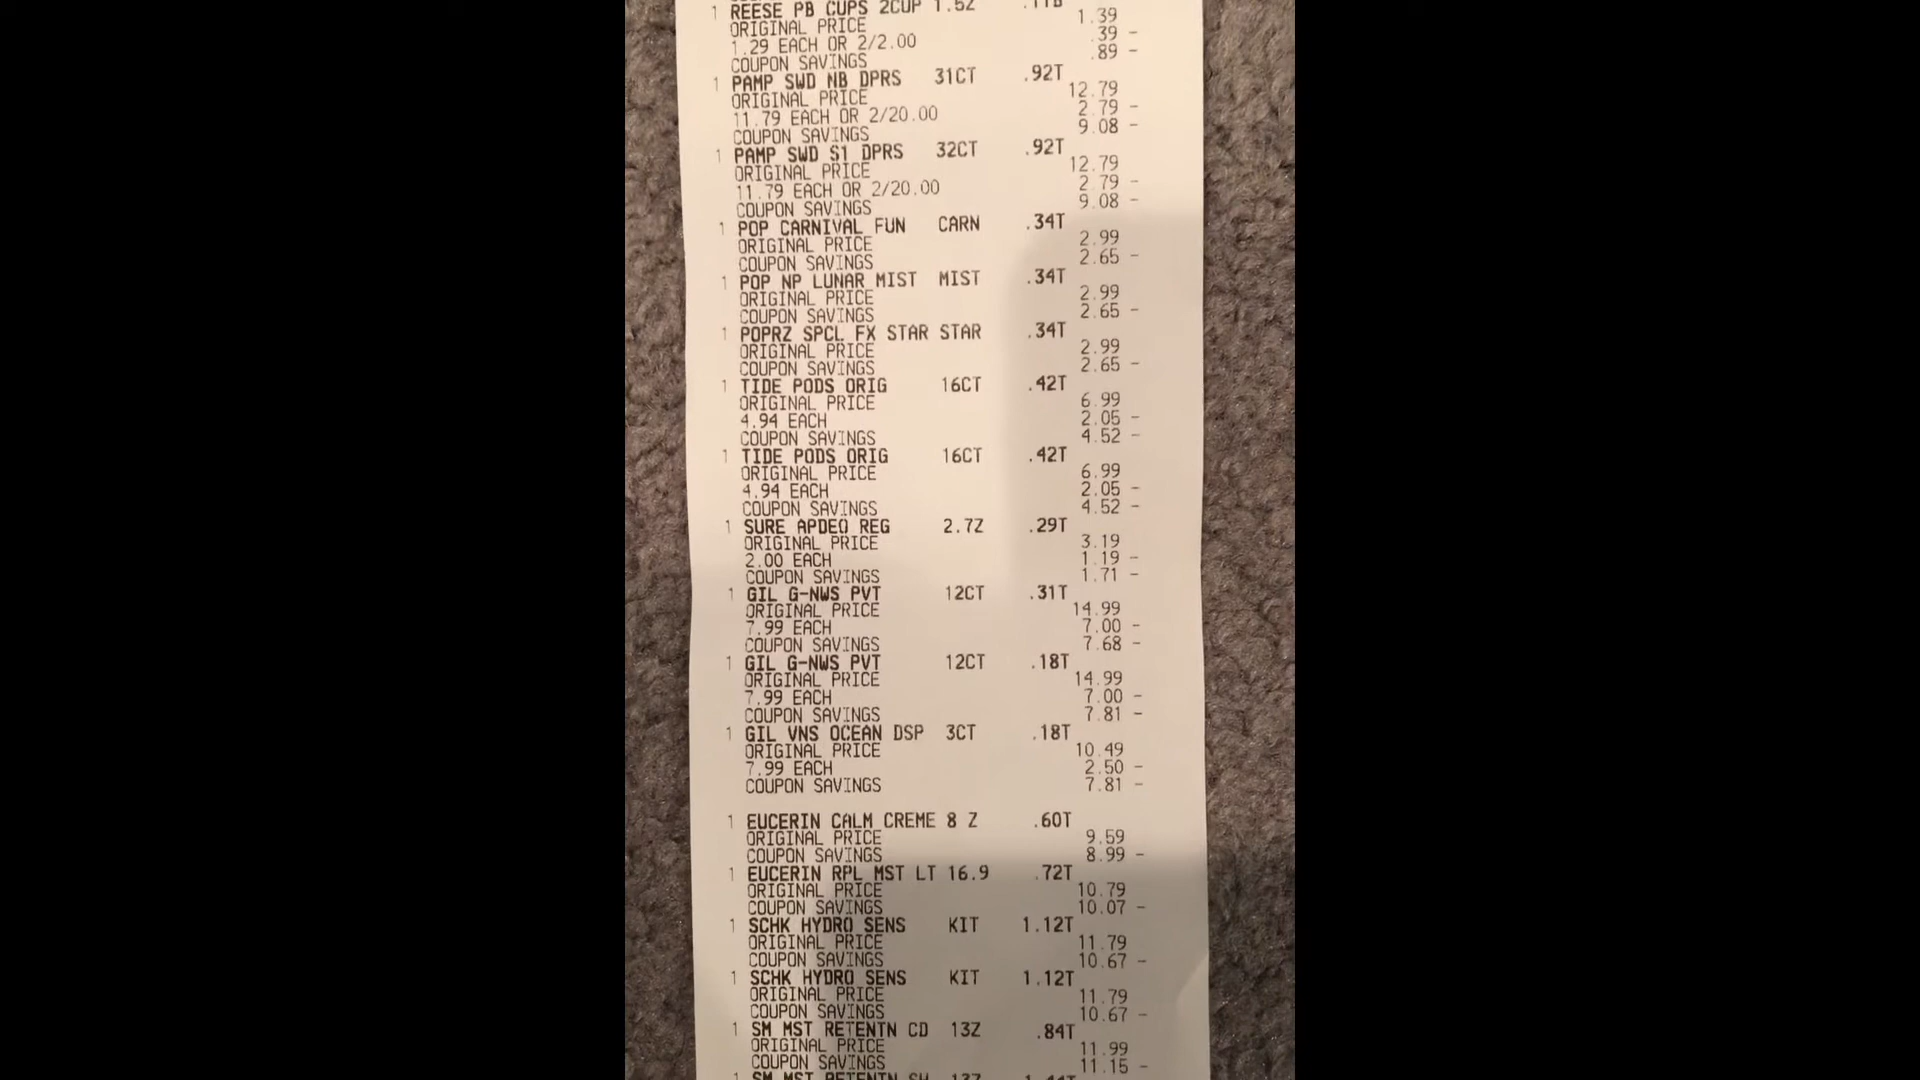 1 REESE PB CUPS 2CUP 1.5Z .11B
ORIGINAL PRICE 1.39
1.29 EACH OR 2/2.00 .39 -
COUPON SAVINGS .89 -
1 PAMP SWD NB DPRS 31CT .92T
ORIGINAL PRICE 12.79
11.79 EACH OR 2/20.00 2.79 -
COUPON SAVINGS 9.08 -
1 PAMP SWD S1 DPRS 32CT .92T
ORIGINAL PRICE 12.79
11.79 EACH OR 2/20.00 2.79 -
COUPON SAVINGS 9.08 -
1 POP CARNIVAL FUN CARN .34T
ORIGINAL PRICE 2.99
COUPON SAVINGS 2.65 -
1 POP NP LUNAR MIST MIST .34T
ORIGINAL PRICE 2.99
COUPON SAVINGS 2.65 -
1 POPRZ SPCL FX STAR STAR .34T
ORIGINAL PRICE 2.99
COUPON SAVINGS 2.65 -
1 TIDE PODS ORIG 16CT .42T
ORIGINAL PRICE 6.99
4.94 EACH 2.05 -
COUPON SAVINGS 4.52 -
1 TIDE PODS ORIG 16CT .42T
ORIGINAL PRICE 6.99
4.94 EACH 2.05 -
COUPON SAVINGS 4.52 -
1 SURE APDEO REG 2.7Z .29T
ORIGINAL PRICE 3.19
2.00 EACH 1.19 -
COUPON SAVINGS 1.71 -
1 GIL G-NWS PVT 12CT .31T
ORIGINAL PRICE 14.99
7.99 EACH 7.00 -
COUPON SAVINGS 7.68 -
1 GIL G-NWS PVT 12CT .18T
ORIGINAL PRICE 14.99
7.99 EACH 7.00 -
COUPON SAVINGS 7.81 -
1 GIL VNS OCEAN DSP 3CT .18T
ORIGINAL PRICE 10.49
7.99 EACH 2.50 -
COUPON SAVINGS 7.81 -
1 EUCERIN CALM CREME 8 Z .60T
ORIGINAL PRICE 9.59
COUPON SAVINGS 8.99 -
1 EUCERIN RPL MST LT 16.9 .72T
ORIGINAL PRICE 10.79
COUPON SAVINGS 10.07 -
1 SCHK HYDRO SENS KIT 1.12T
ORIGINAL PRICE 11.79
COUPON SAVINGS 10.67 -
1 SCHK HYDRO SENS KIT 1.12T
ORIGINAL PRICE 11.79
COUPON SAVINGS 10.67 -
1 SM MST RETENTN CD 13Z .84T
ORIGINAL PRICE 11.99
COUPON SAVINGS 11.15 -
1 SM MST RETENTN